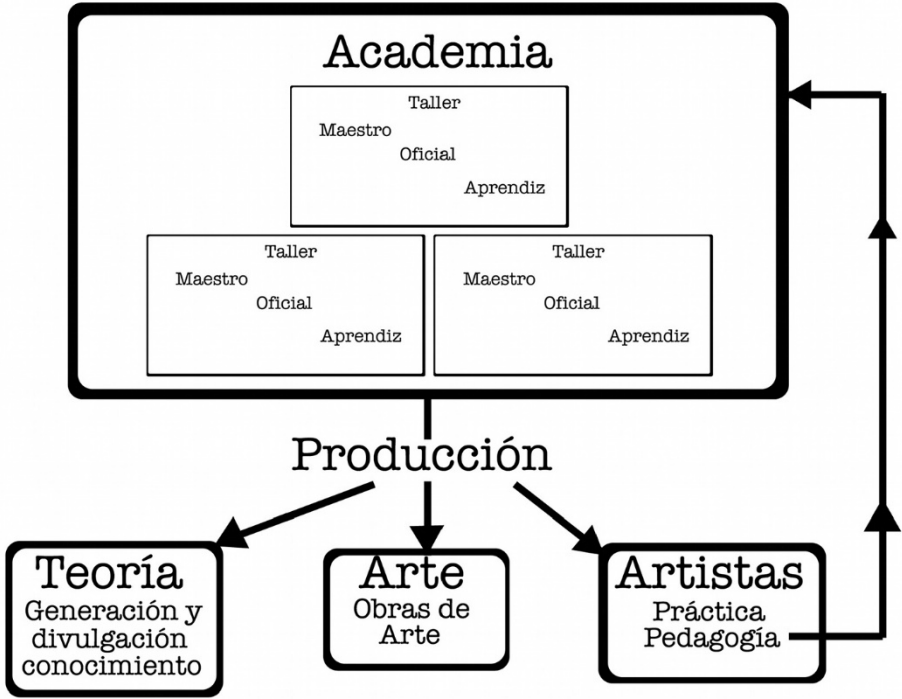 Academia
Taller
Maestro
Oficial
Aprendiz
Taller
Maestro
Oficial
Aprendiz
Taller
Maestro
Oficial
Aprendiz
Producción
Teoría
Generación y
divulgación
conocimiento
Arte
Obras de
Arte
Artistas
Práctica
Pedagogía